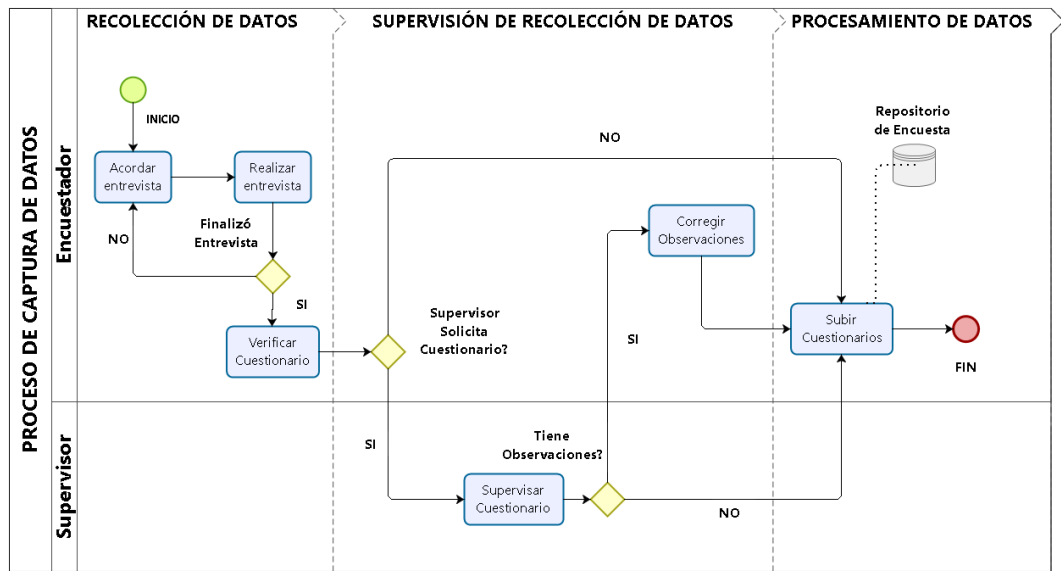 PROCESO DE CAPTURA DE DATOS
RECOLECCIÓN DE DATOS
SUPERVISIÓN DE RECOLECCIÓN DE DATOS
PROCESAMIENTO DE DATOS
Encuestador
INICIO
Acordar
entrevista
Realizar
entrevista
Finalizó
Entrevista
NO
SI
Verificar
Cuestionario
Supervisor
Solicita
Cuestionario?
NO
Corregir
Observaciones
SI
Repositorio
de Encuesta
Subir
Cuestionarios
FIN
Supervisor
SI
Supervisar
Cuestionario
Tiene
Observaciones?
NO